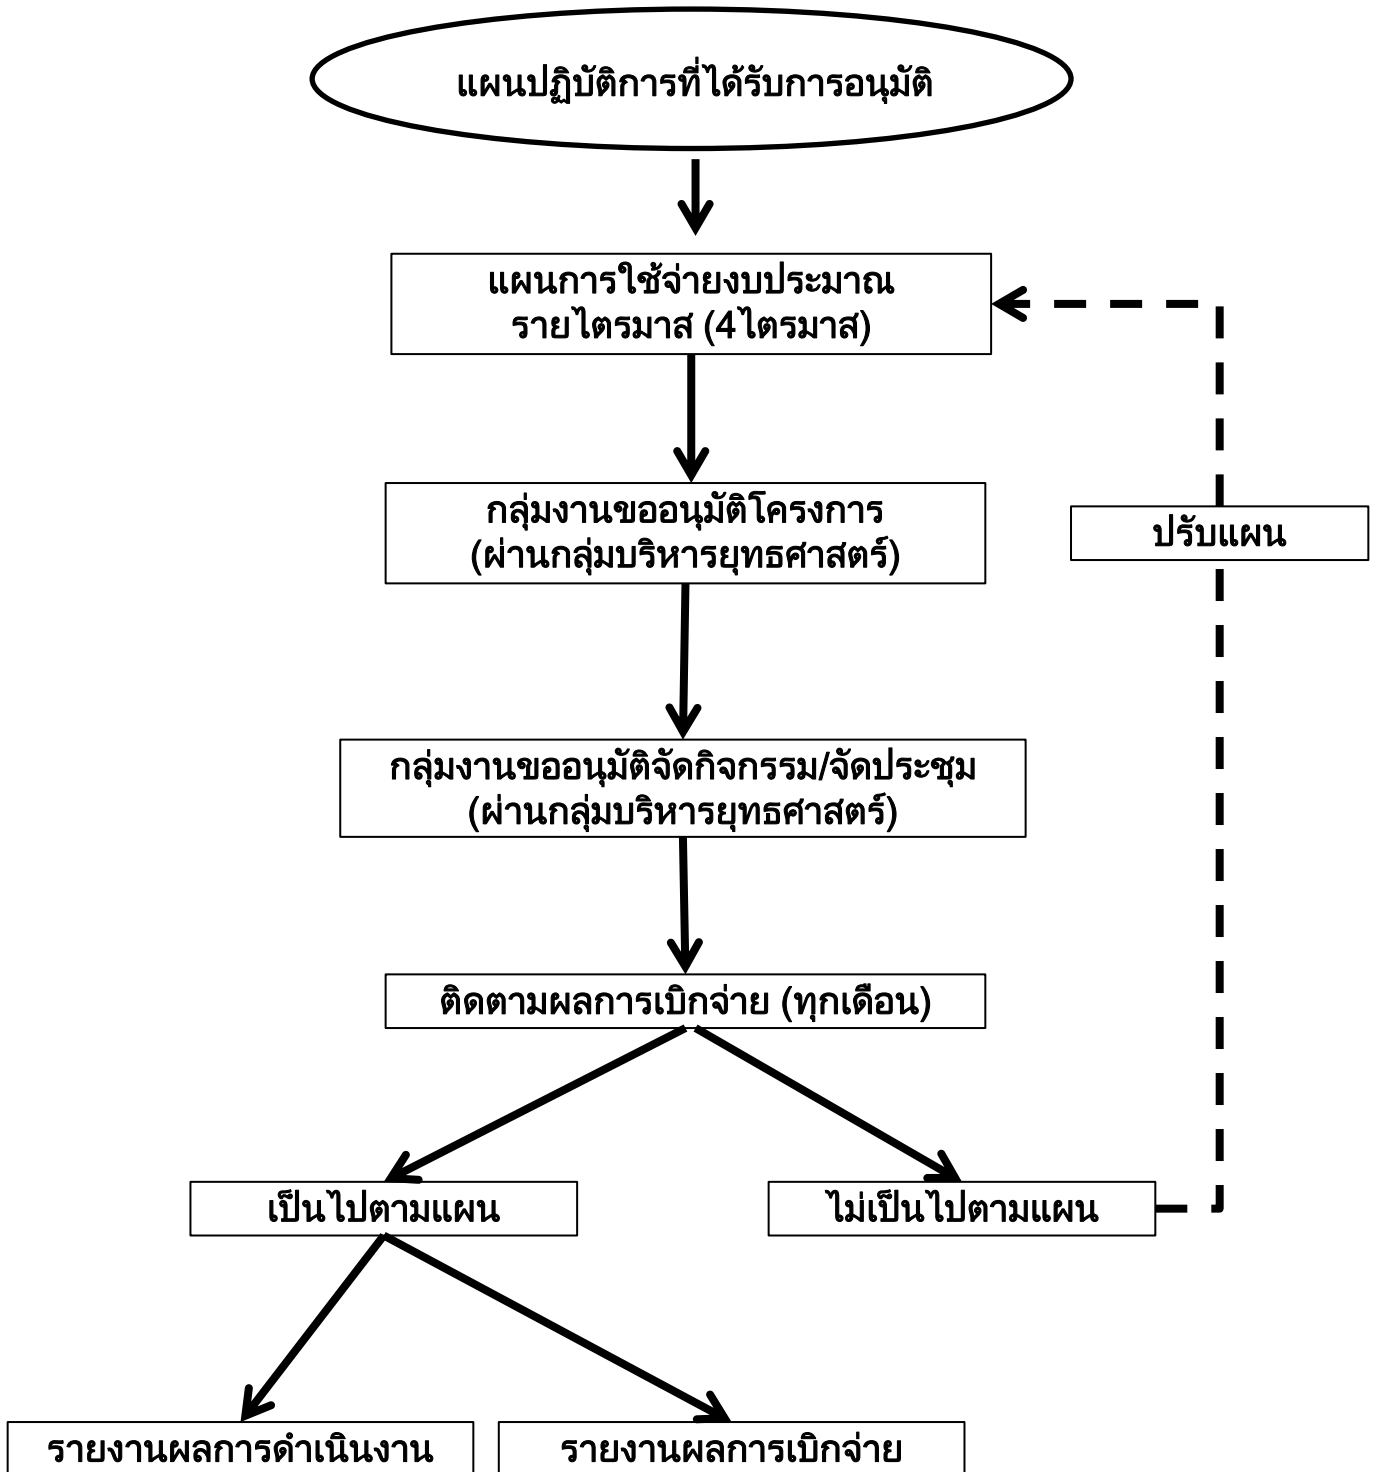 แผนปฏิบัติการที่ได้รับการอนุมัติ
แผนการใช้จ่ายงบประมาณ
รายไตรมาส (4ไตรมาส)
กลุ่มงานขออนุมัติโครงการ
(ผ่านกลุ่มบริหารยุทธศาสตร์)
ปรับแผน
กลุ่มงานขออนุมัติจัดกิจกรรม/จัดประชุม
(ผ่านกลุ่มบริหารยุทธศาสตร์)
ติดตามผลการเบิกจ่าย (ทุกเดือน)
เป็นไปตามแผน
ไม่เป็นไปตามแผน
รายงานผลการดำเนินงาน
รายงานผลการเบิกจ่าย